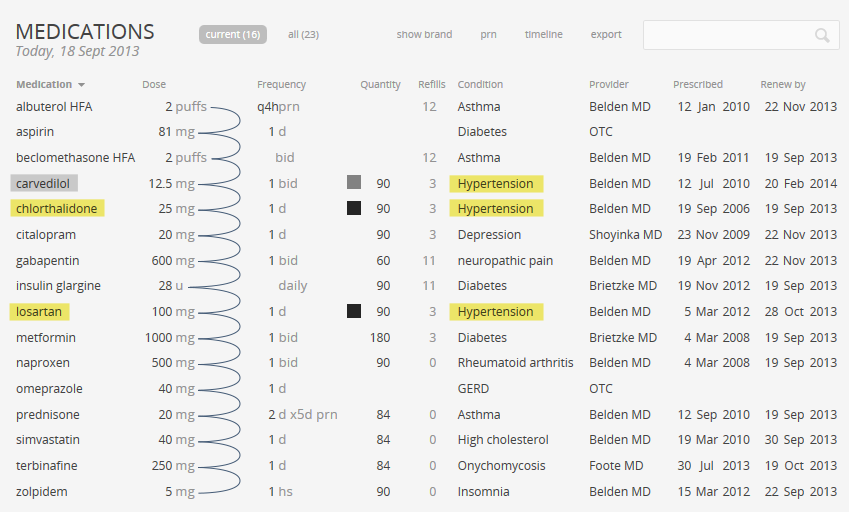 MEDICATIONS current (16) all (23) show brand prn timeline export
Today, 18 Sept 2013
Medication Dose Frequency Quantity Refills Condition Provider Prescribed Renew by
albuterol HFA 2 puffs q4hprn 12 Asthma Belden MD 12 Jan 2010 22 Nov 2013
aspirin 81 mg 1 d Diabetes OTC
beclomethasone HFA 2 puffs bid 12 Asthma Belden MD 19 Feb 2011 19 Sep 2013
carvedilol 12.5 mg 1 bid 90 3 Hypertension Belden MD 12 Jul 2010 20 Feb 2014
chlorthalidone 25 mg 1 d 90 3 Hypertension Belden MD 19 Sep 2006 19 Sep 2013
citalopram 20 mg 1 d 90 3 Depression Shoyinka MD 23 Nov 2009 22 Nov 2013
gabapentin 600 mg 1 bid 60 11 neuropathic pain Belden MD 19 Apr 2012 22 Nov 2013
insulin glargine 28 u daily 90 11 Diabetes Brietzke MD 19 Nov 2012 19 Sep 2013
losartan 100 mg 1 d 90 3 Hypertension Belden MD 5 Mar 2012 28 Oct 2013
metformin 1000 mg 1 bid 180 3 Diabetes Brietzke MD 4 Mar 2008 19 Sep 2013
naproxen 500 mg 1 bid 90 0 Rheumatoid arthritis Belden MD 4 Mar 2008 19 Sep 2013
omeprazole 40 mg 1 d GERD OTC
prednisone 20 mg 2 d x5d prn 84 0 Asthma Belden MD 12 Sep 2010 19 Sep 2013
simvastatin 40 mg 1 d 84 0 High cholesterol Belden MD 19 Mar 2010 30 Sep 2013
terbinafine 250 mg 1 d 84 0 Onychomycosis Foote MD 30 Jul 2013 19 Oct 2013
zolpidem 5 mg 1 hs 90 0 Insomnia Belden MD 15 Mar 2012 22 Sep 2013